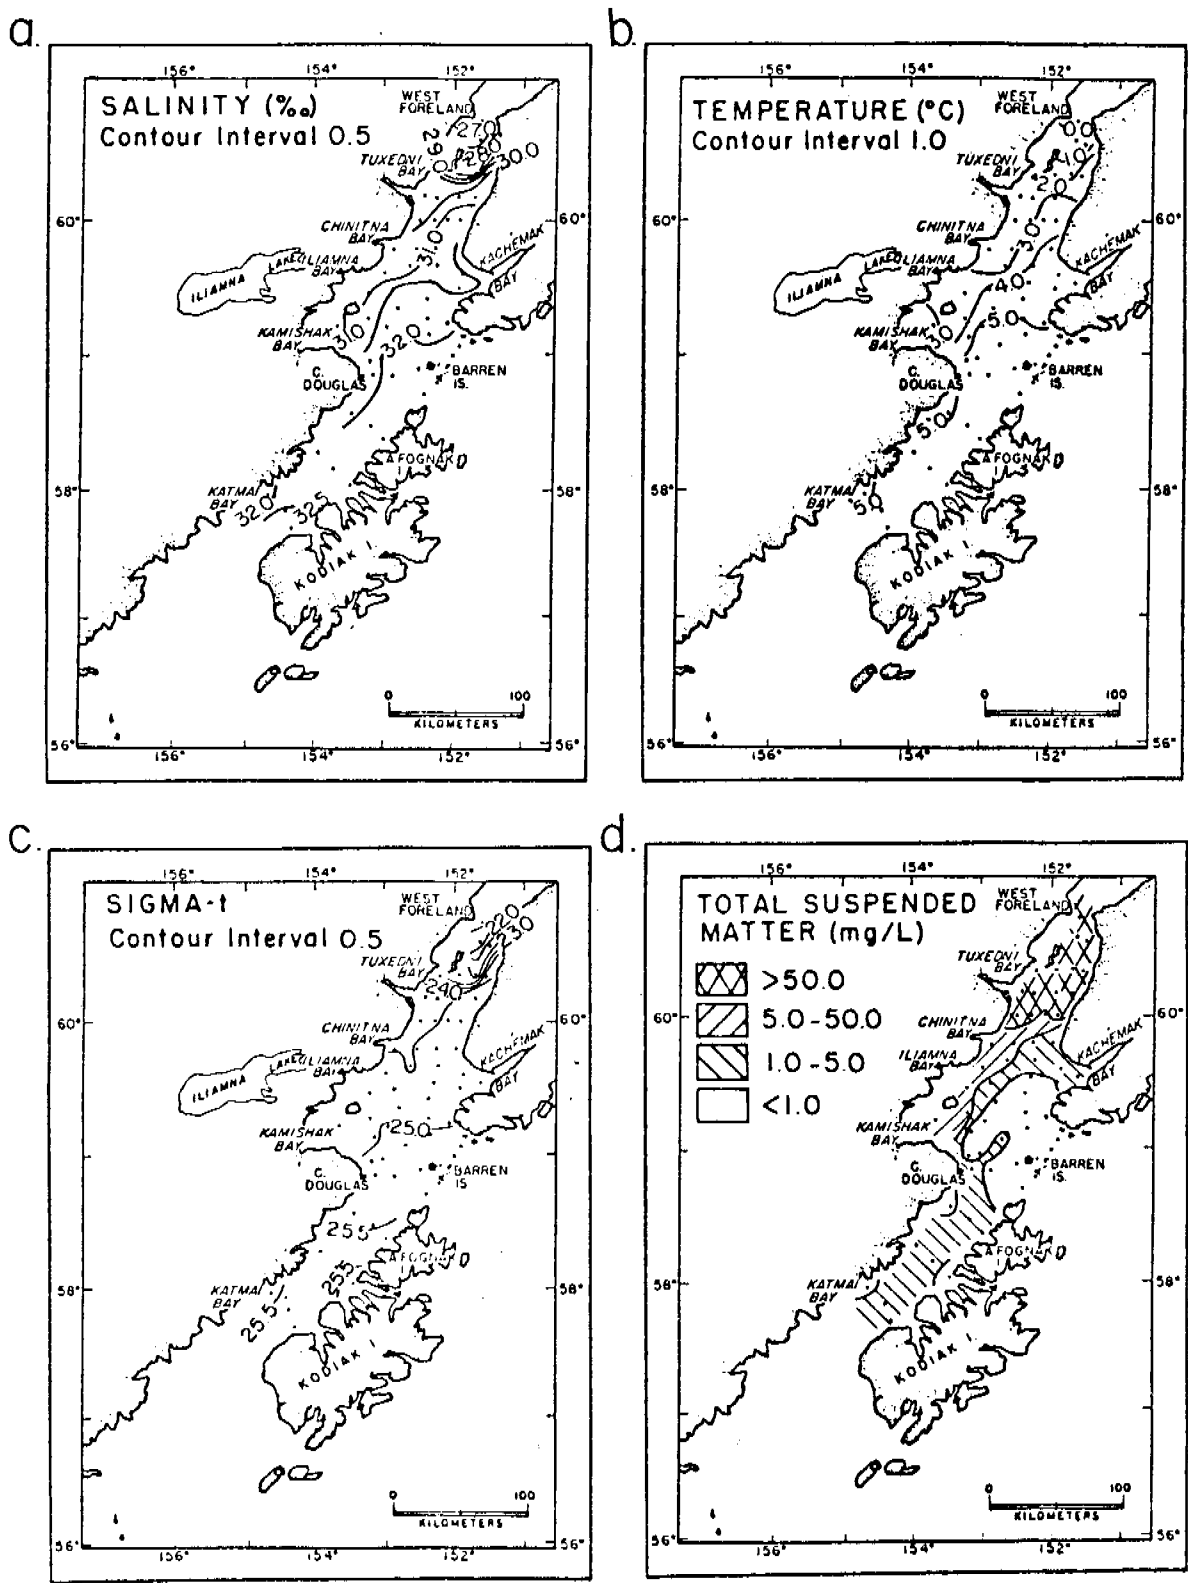 a.
156°
154°
152°
SALINITY (‰)
Contour Interval 0.5
WEST
FORELAND
27.0
28.0
29.0
30.0
TUXEDNI
BAY
60°
60°
CHINITNA
BAY
31.0
KACHEMAK
BAY
LAKE
ILIAMNA
ILIAMNA
BAY
KAMISHAK
BAY
31.0
32.0
C.
DOUGLAS
BARREN
IS.
AFOGNAK
58°
58°
KATMAI
BAY
32.0
32.5
KODIAK I.
0
100
KILOMETERS
56°
56°
156°
154°
152°
b.
156°
154°
152°
TEMPERATURE (°C)
Contour Interval 1.0
WEST
FORELAND
0.0
1.0
2.0
TUXEDNI
BAY
60°
60°
CHINITNA
BAY
3.0
KACHEMAK
BAY
LAKE
ILIAMNA
ILIAMNA
BAY
4.0
5.0
KAMISHAK
BAY
3.0
C.
DOUGLAS
BARREN
IS.
5.0
AFOGNAK
58°
58°
KATMAI
BAY
5.0
KODIAK I.
0
100
KILOMETERS
56°
56°
156°
154°
152°
c.
156°
154°
152°
SIGMA-t
Contour Interval 0.5
WEST
FORELAND
22.0
23.0
TUXEDNI
BAY
24.0
60°
60°
CHINITNA
BAY
KACHEMAK
BAY
LAKE
ILIAMNA
ILIAMNA
BAY
KAMISHAK
BAY
25.0
C.
DOUGLAS
BARREN
IS.
25.5
AFOGNAK
25.5
58°
58°
KATMAI
BAY
25.5
KODIAK I.
0
100
KILOMETERS
56°
56°
156°
154°
152°
d.
156°
154°
152°
TOTAL SUSPENDED
MATTER (mg/L)
>50.0
5.0-50.0
1.0-5.0
<1.0
WEST
FORELAND
TUXEDNI
BAY
60°
60°
CHINITNA
BAY
ILIAMNA
BAY
KACHEMAK
BAY
KAMISHAK
BAY
C.
DOUGLAS
BARREN
IS.
AFOGNAK
58°
58°
KATMAI
BAY
KODIAK I.
0
100
KILOMETERS
56°
56°
156°
154°
152°